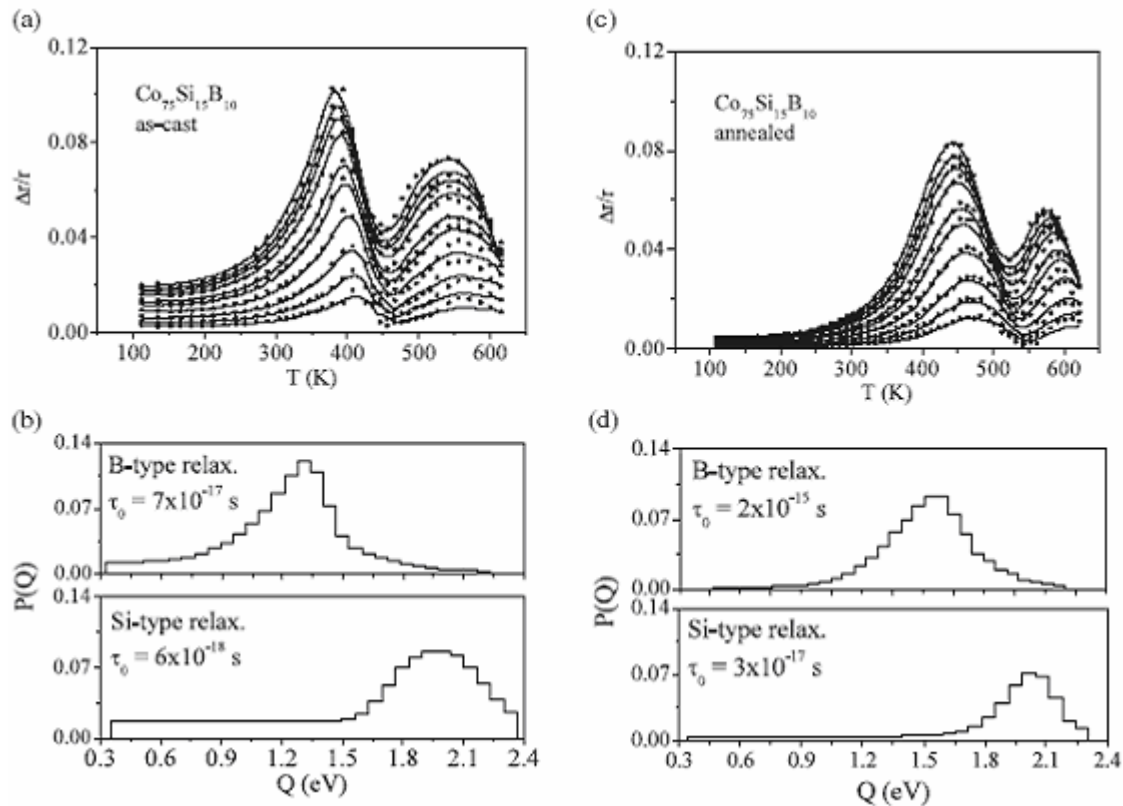 (a)
0.12
0.08
0.04
0.00
Δr/r
Co₇₅Si₁₅B₁₀
as-cast
100 200 300 400 500 600
T (K)
(c)
0.12
0.08
0.04
0.00
Δr/r
Co₇₅Si₁₅B₁₀
annealed
100 200 300 400 500 600
T (K)
(b)
0.14
0.07
0.00
B-type relax.
τ₀ = 7x10⁻¹⁷ s
P(Q)
0.14
0.07
0.00
Si-type relax.
τ₀ = 6x10⁻¹⁸ s
0.3 0.6 0.9 1.2 1.5 1.8 2.1 2.4
Q (eV)
(d)
0.14
0.07
0.00
B-type relax.
τ₀ = 2x10⁻¹⁵ s
P(Q)
0.14
0.07
0.00
Si-type relax.
τ₀ = 3x10⁻¹⁷ s
0.3 0.6 0.9 1.2 1.5 1.8 2.1 2.4
Q (eV)